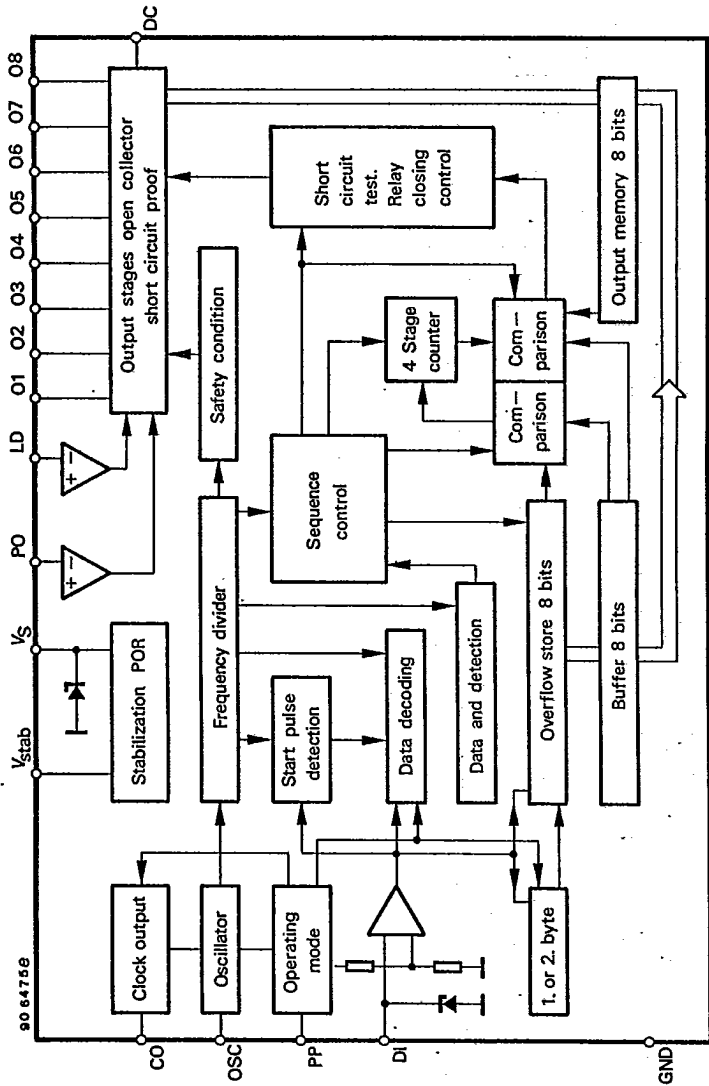 90 6475 B
CO
OSC
PP
DI
GND
Vstab
VS
PO
LD
O1
O2
O3
O4
O5
O6
O7
O8
DC
Clock output
Oscillator
Operating
mode
1. or 2. byte
Stabilization POR
Frequency divider
Start pulse
detection
Data decoding
Data and detection
Overflow store 8 bits
Buffer 8 bits
+ −
+ −
Output stages open collector
short circuit proof
Safety condition
Sequence
control
4 Stage
counter
Com —
parison
Com —
parison
Short
circuit
test.
Relay
closing
control
Output memory 8 bits